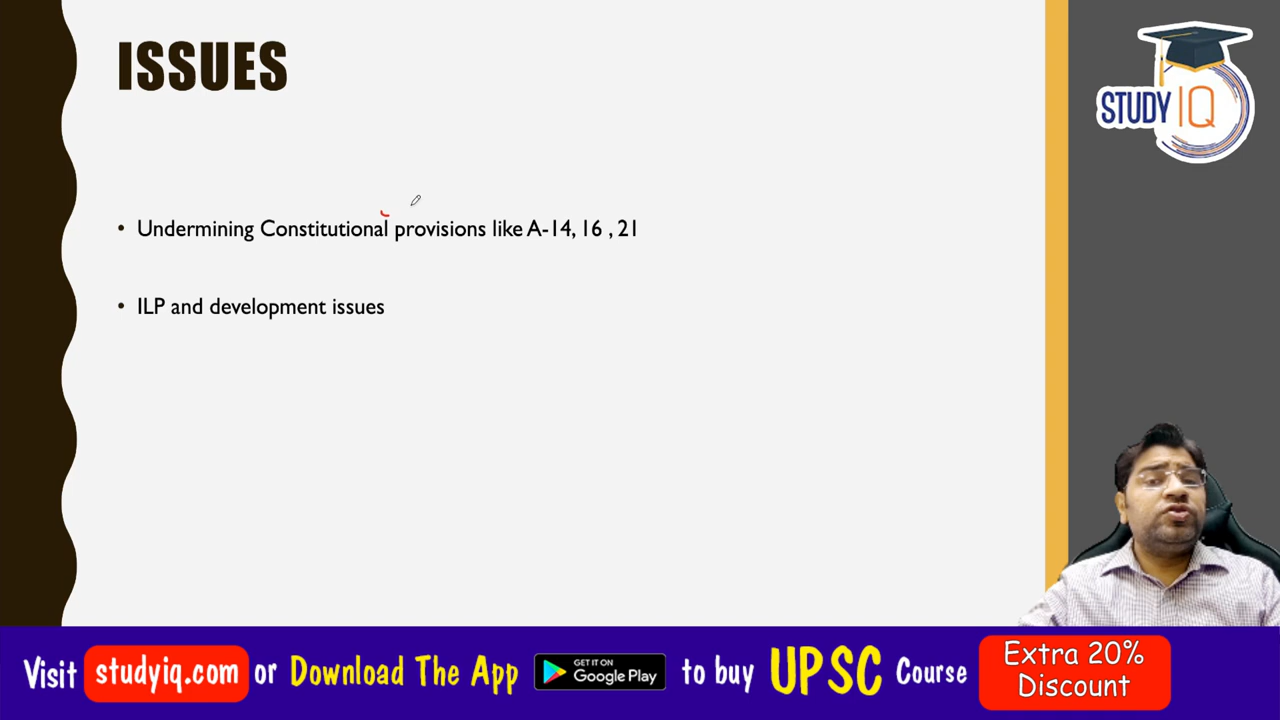 ISSUES
• Undermining Constitutional provisions like A-14, 16 , 21
• ILP and development issues
STUDY IQ
Visit studyiq.com or Download The App GET IT ON Google Play to buy UPSC Course Extra 20% Discount